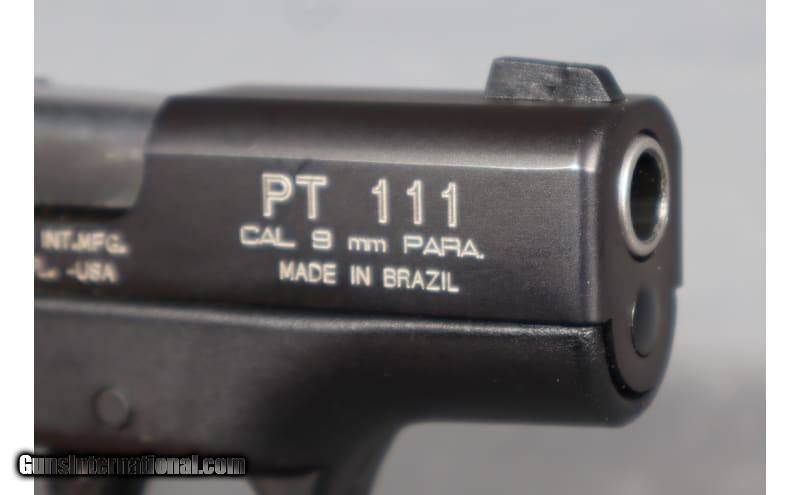 PT 111
CAL 9 mm PARA.
MADE IN BRAZIL
INT.MFG.
-USA
GunsInternational.com